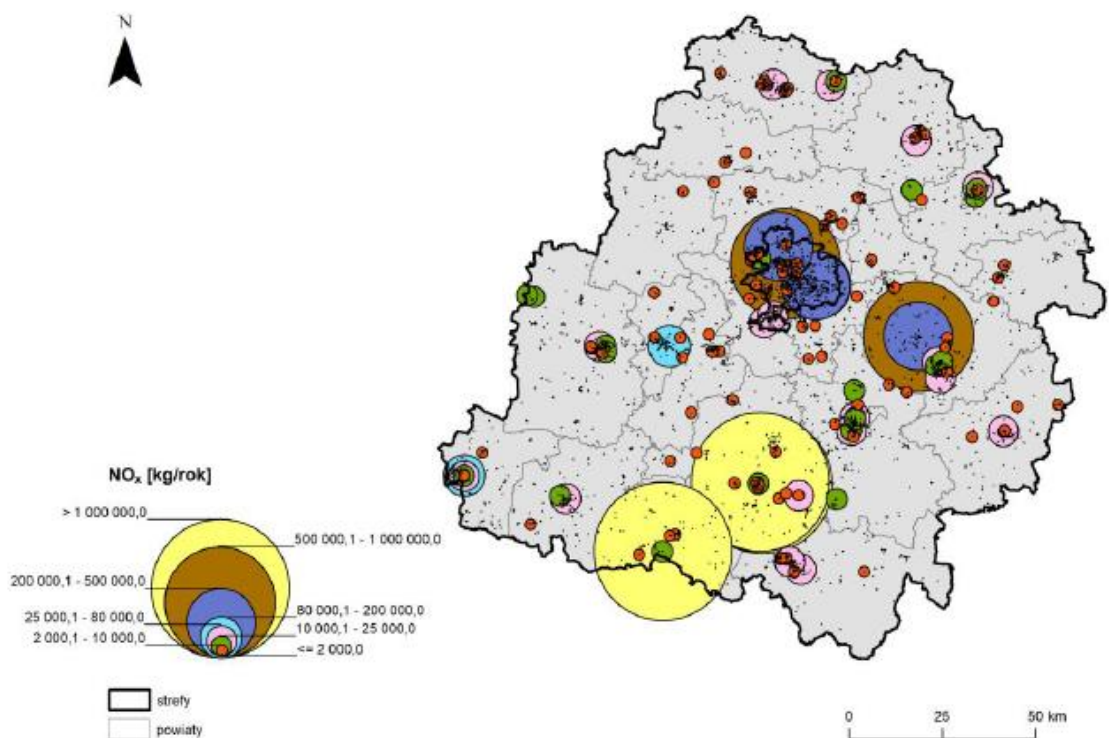 N
NOx [kg/rok]
> 1 000 000,0
500 000,1 - 1 000 000,0
200 000,1 - 500 000,0
80 000,1 - 200 000,0
25 000,1 - 80 000,0
10 000,1 - 25 000,0
2 000,1 - 10 000,0
<= 2 000,0
strefy
powiaty
0 25 50 km